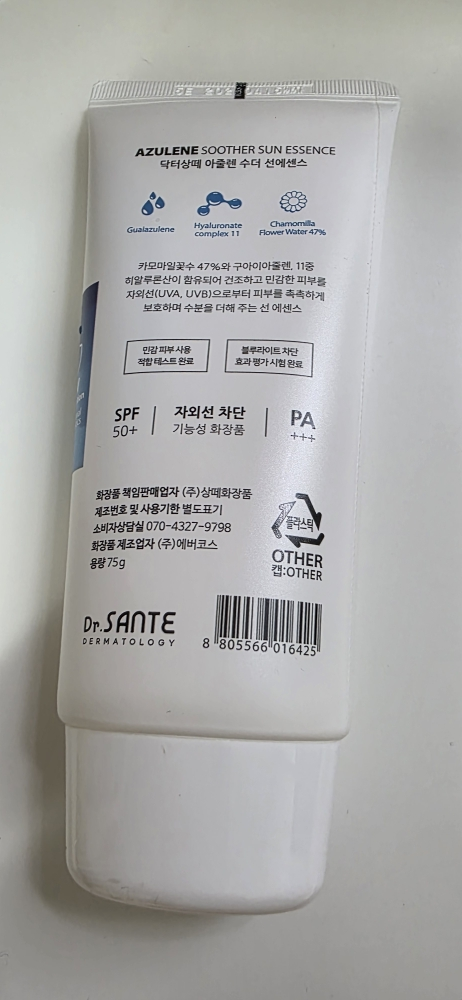 AZULENE SOOTHER SUN ESSENCE
닥터상떼 아줄렌 수더 선에센스
Guaiazulene
Hyaluronate
complex 11
Chamomilla
Flower Water 47%
카모마일꽃수 47%와 구아이아줄렌, 11종
히알루론산이 함유되어 건조하고 민감한 피부를
자외선(UVA, UVB)으로부터 피부를 촉촉하게
보호하며 수분을 더해 주는 선 에센스
민감 피부 사용
적합 테스트 완료
블루라이트 차단
효과 평가 시험 완료
SPF
50+
자외선 차단
기능성 화장품
PA
+++
화장품 책임판매업자 (주)상떼화장품
제조번호 및 사용기한 별도표기
소비자상담실 070-4327-9798
화장품 제조업자 (주)에버코스
용량 75g
플라스틱
OTHER
캡:OTHER
Dr.SANTE
DERMATOLOGY
8 805566 016425